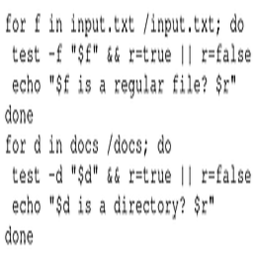 for f in input.txt /input.txt; do
 test -f "$f" && r=true || r=false
 echo "$f is a regular file? $r"
done
for d in docs /docs; do
 test -d "$d" && r=true || r=false
 echo "$d is a directory? $r"
done